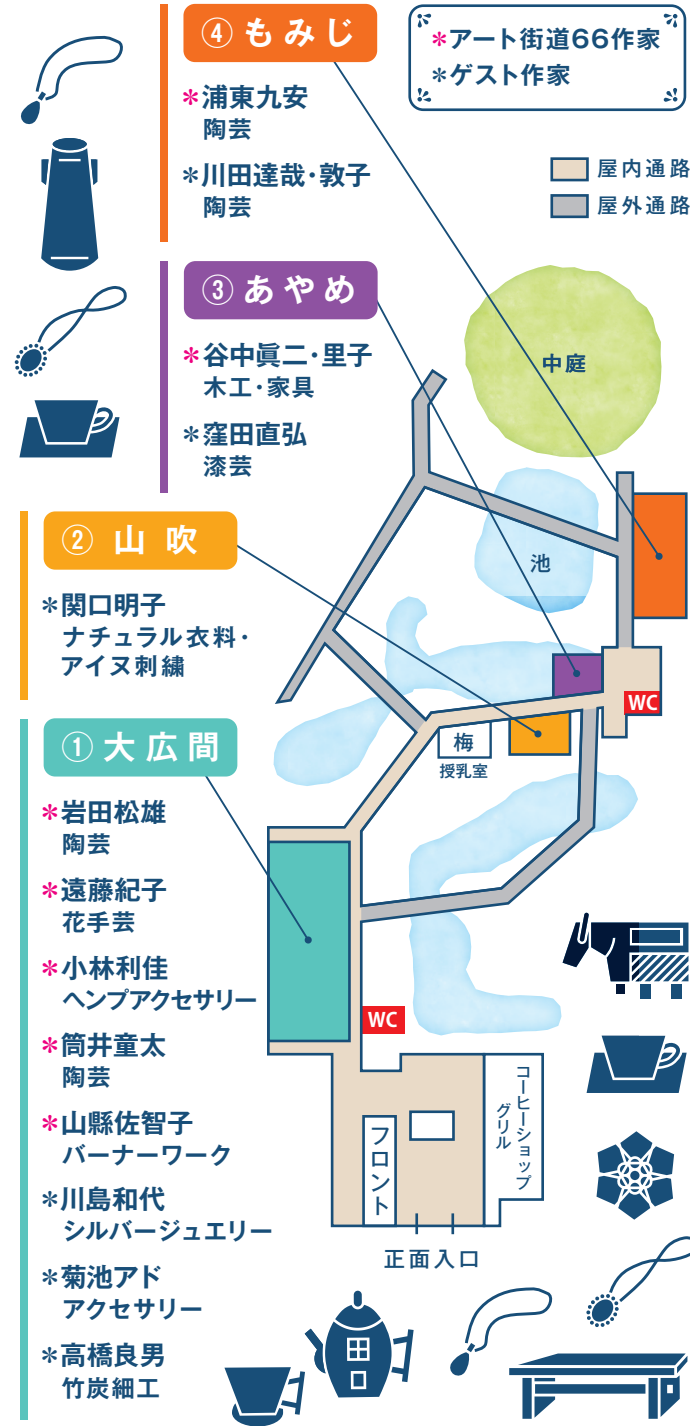 ④ もみじ
*浦東九安
陶芸
*川田達哉・敦子
陶芸
*アート街道66作家
*ゲスト作家
屋内通路
屋外通路
③ あやめ
*谷中眞二・里子
木工・家具
*窪田直弘
漆芸
② 山吹
*関口明子
ナチュラル衣料・
アイヌ刺繍
① 大広間
*岩田松雄
陶芸
*遠藤紀子
花手芸
*小林利佳
ヘンプアクセサリー
*筒井童太
陶芸
*山縣佐智子
バーナーワーク
*川島和代
シルバージュエリー
*菊池アド
アクセサリー
*高橋良男
竹炭細工
中庭
池
WC
梅
授乳室
WC
フロント
コーヒーショップ
グリル
正面入口